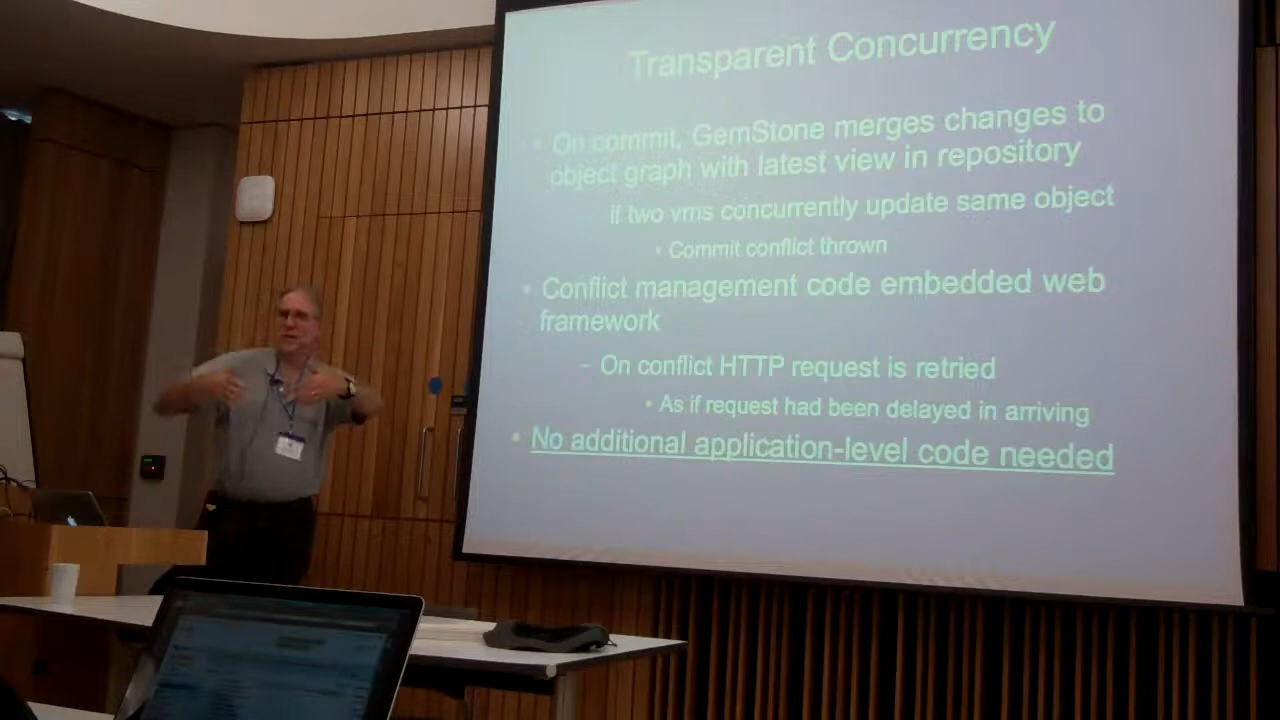 Transparent Concurrency
• On commit, GemStone merges changes to
object graph with latest view in repository
if two vms concurrently update same object
• Commit conflict thrown
• Conflict management code embedded web
framework
– On conflict HTTP request is retried
• As if request had been delayed in arriving
• No additional application-level code needed